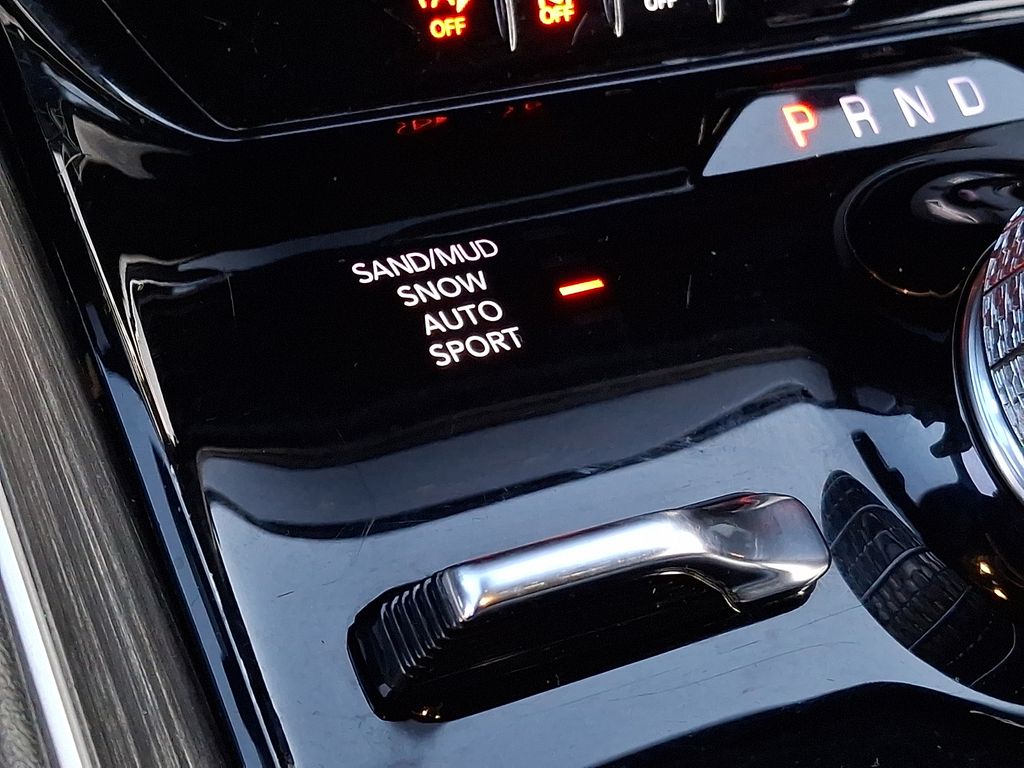 OFF OFF OFF
P R N D
SAND/MUD
SNOW
AUTO
SPORT